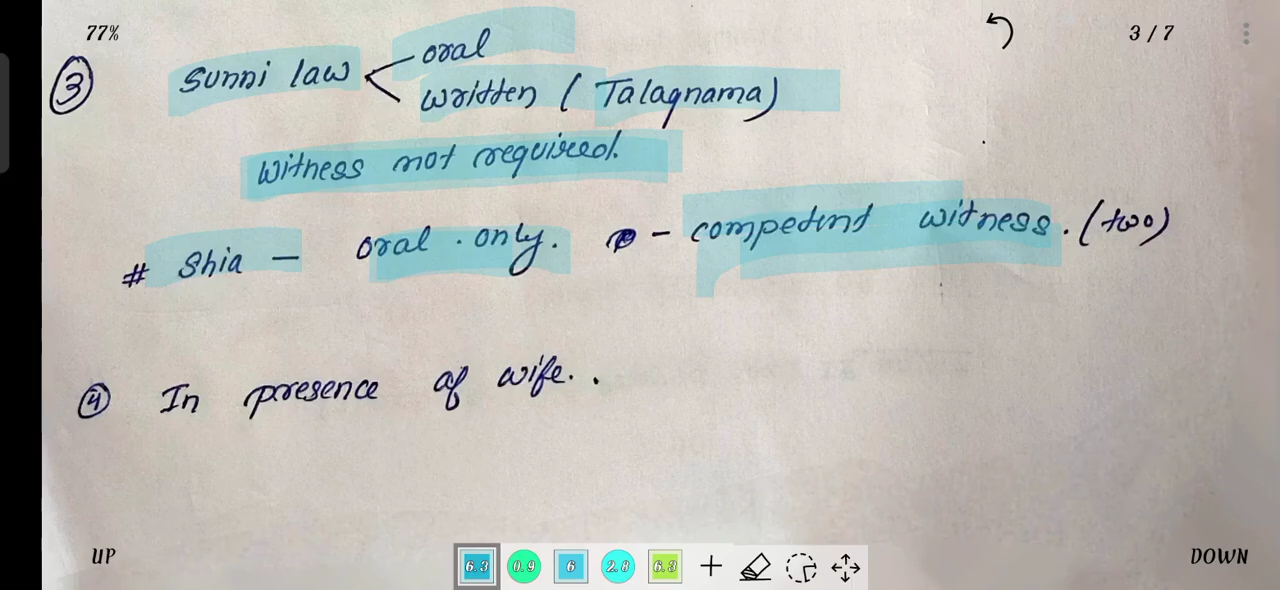 77%
3 / 7
③ Sunni law < oral
written ( Talaqnama)
witness not required.
# Shia — oral . only. - competent witness. (two)
④ In presence of wife. .
UP
6.3 0.9 6 2.8 6.3
DOWN